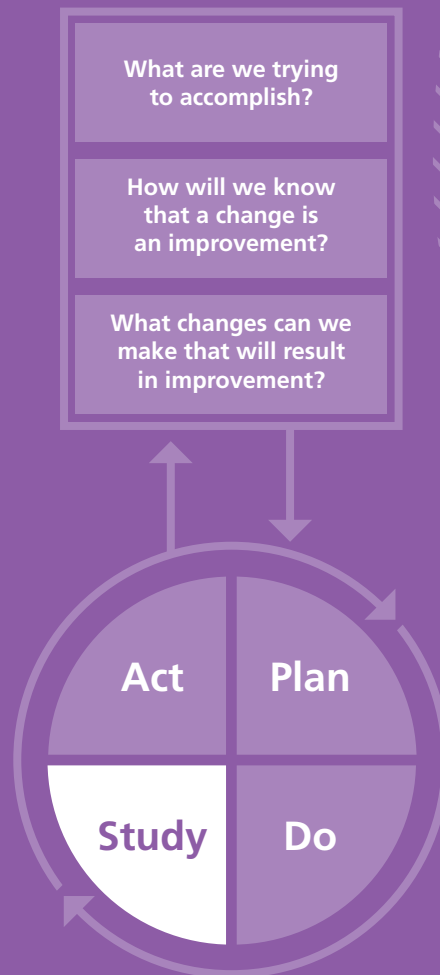 What are we trying
to accomplish?
How will we know
that a change is
an improvement?
What changes can we
make that will result
in improvement?
Act
Plan
Study
Do